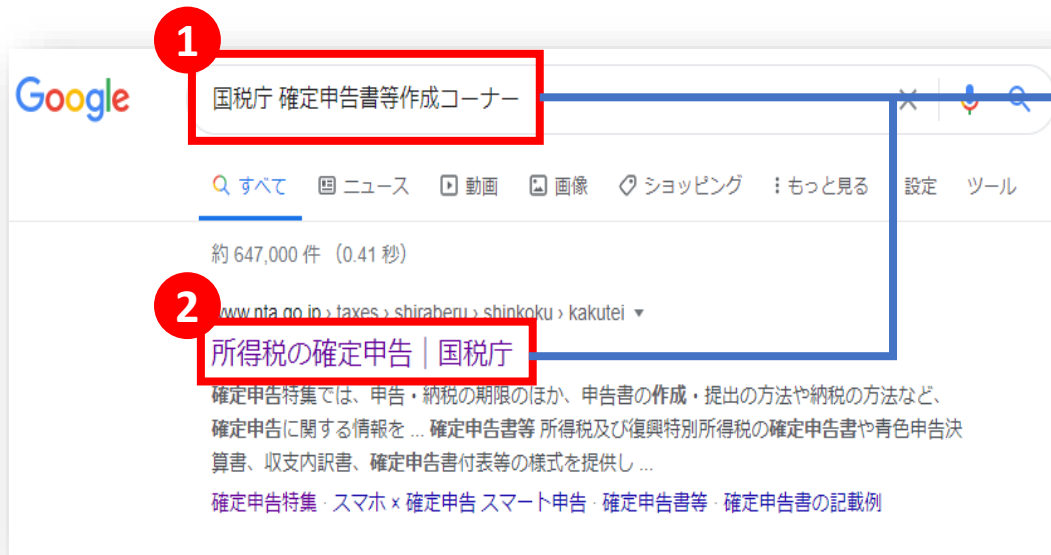 1
Google
国税庁 確定申告書等作成コーナー
すべて ニュース 動画 画像 ショッピング もっと見る 設定 ツール
約 647,000 件 （0.41 秒）
2
www.nta.go.jp › taxes › shiraberu › shinkoku › kakutei
所得税の確定申告｜国税庁
確定申告特集では、申告・納税の期限のほか、申告書の作成・提出の方法や納税の方法など、
確定申告に関する情報を ... 確定申告書等 所得税及び復興特別所得税の確定申告書や青色申告決
算書、収支内訳書、確定申告書付表等の様式を提供し ...
確定申告特集 · スマホ × 確定申告 スマート申告 · 確定申告書等 · 確定申告書の記載例